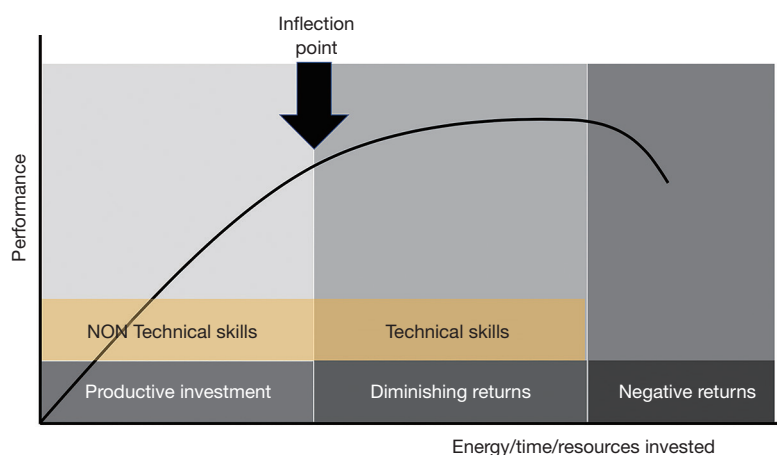 Inflection
point
Performance
NON Technical skills
Technical skills
Productive investment
Diminishing returns
Negative returns
Energy/time/resources invested